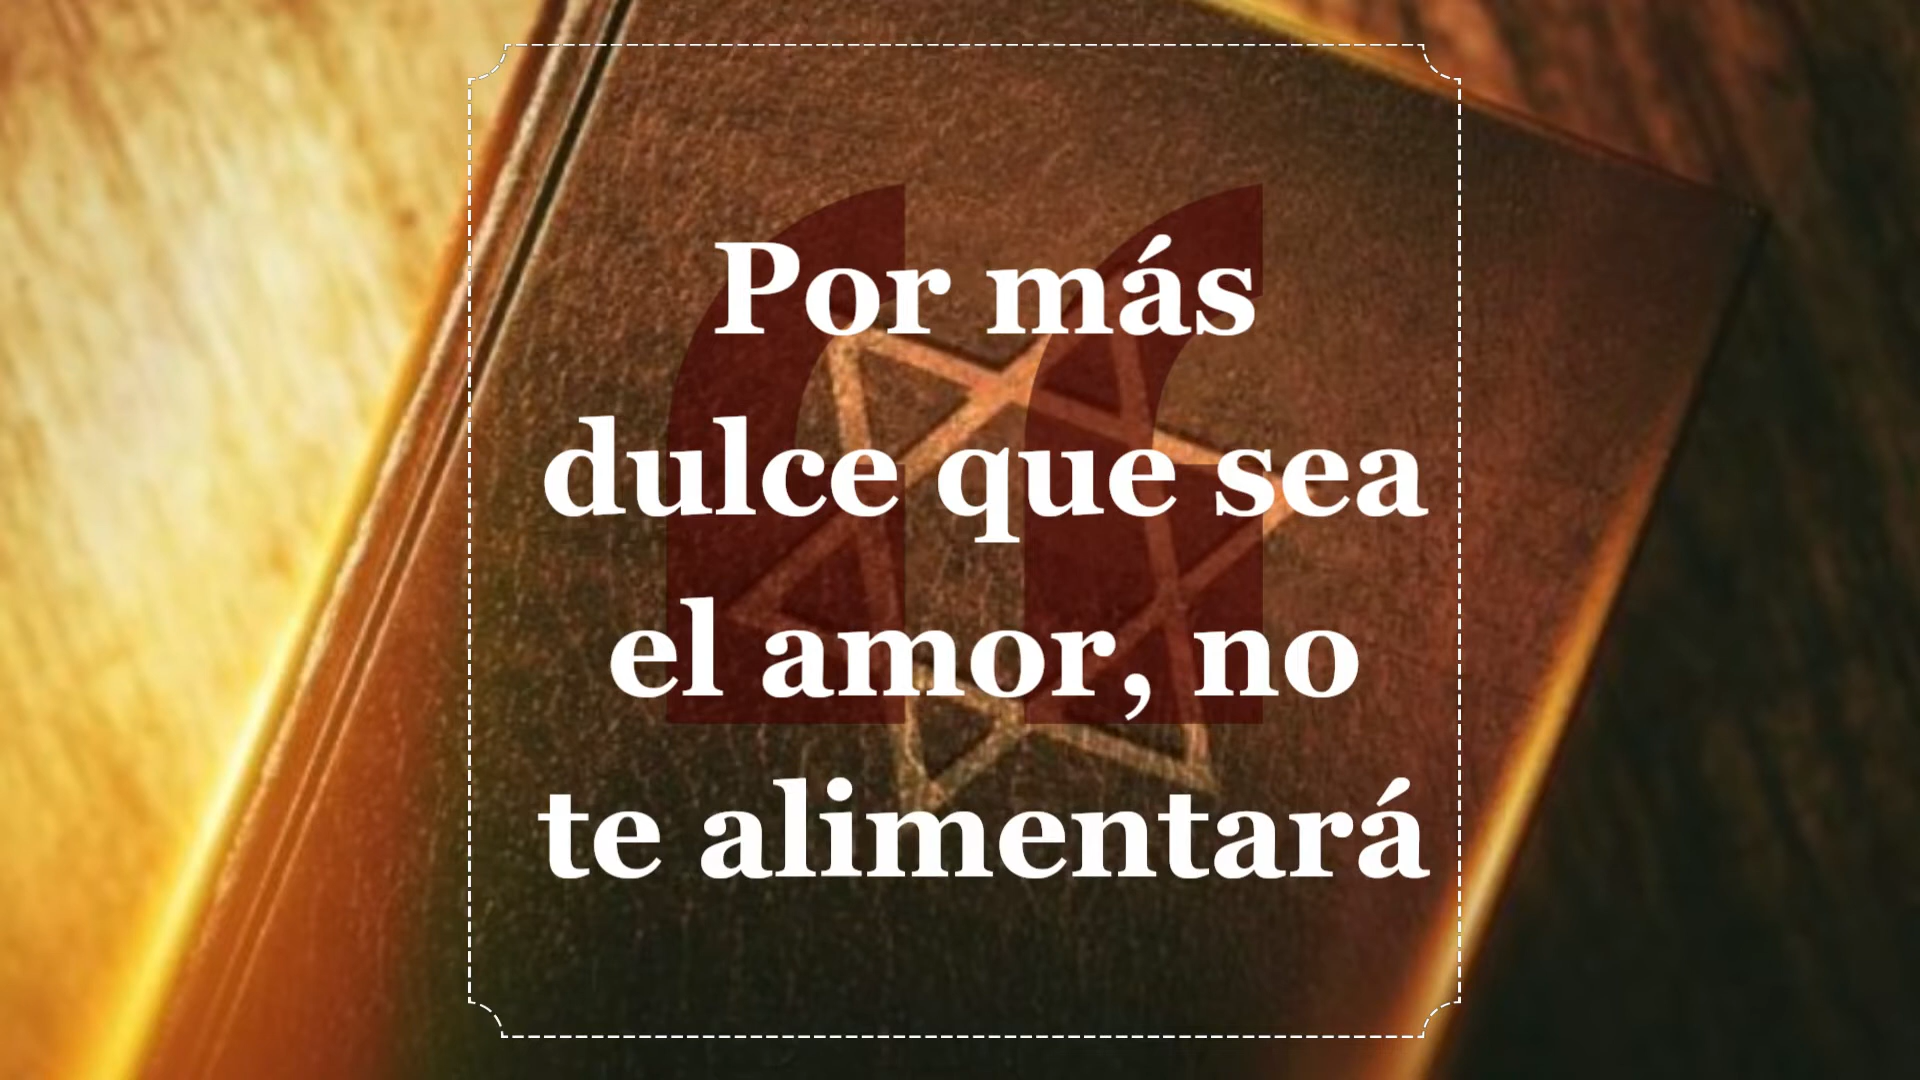 Por más
dulce que sea
el amor, no
te alimentará